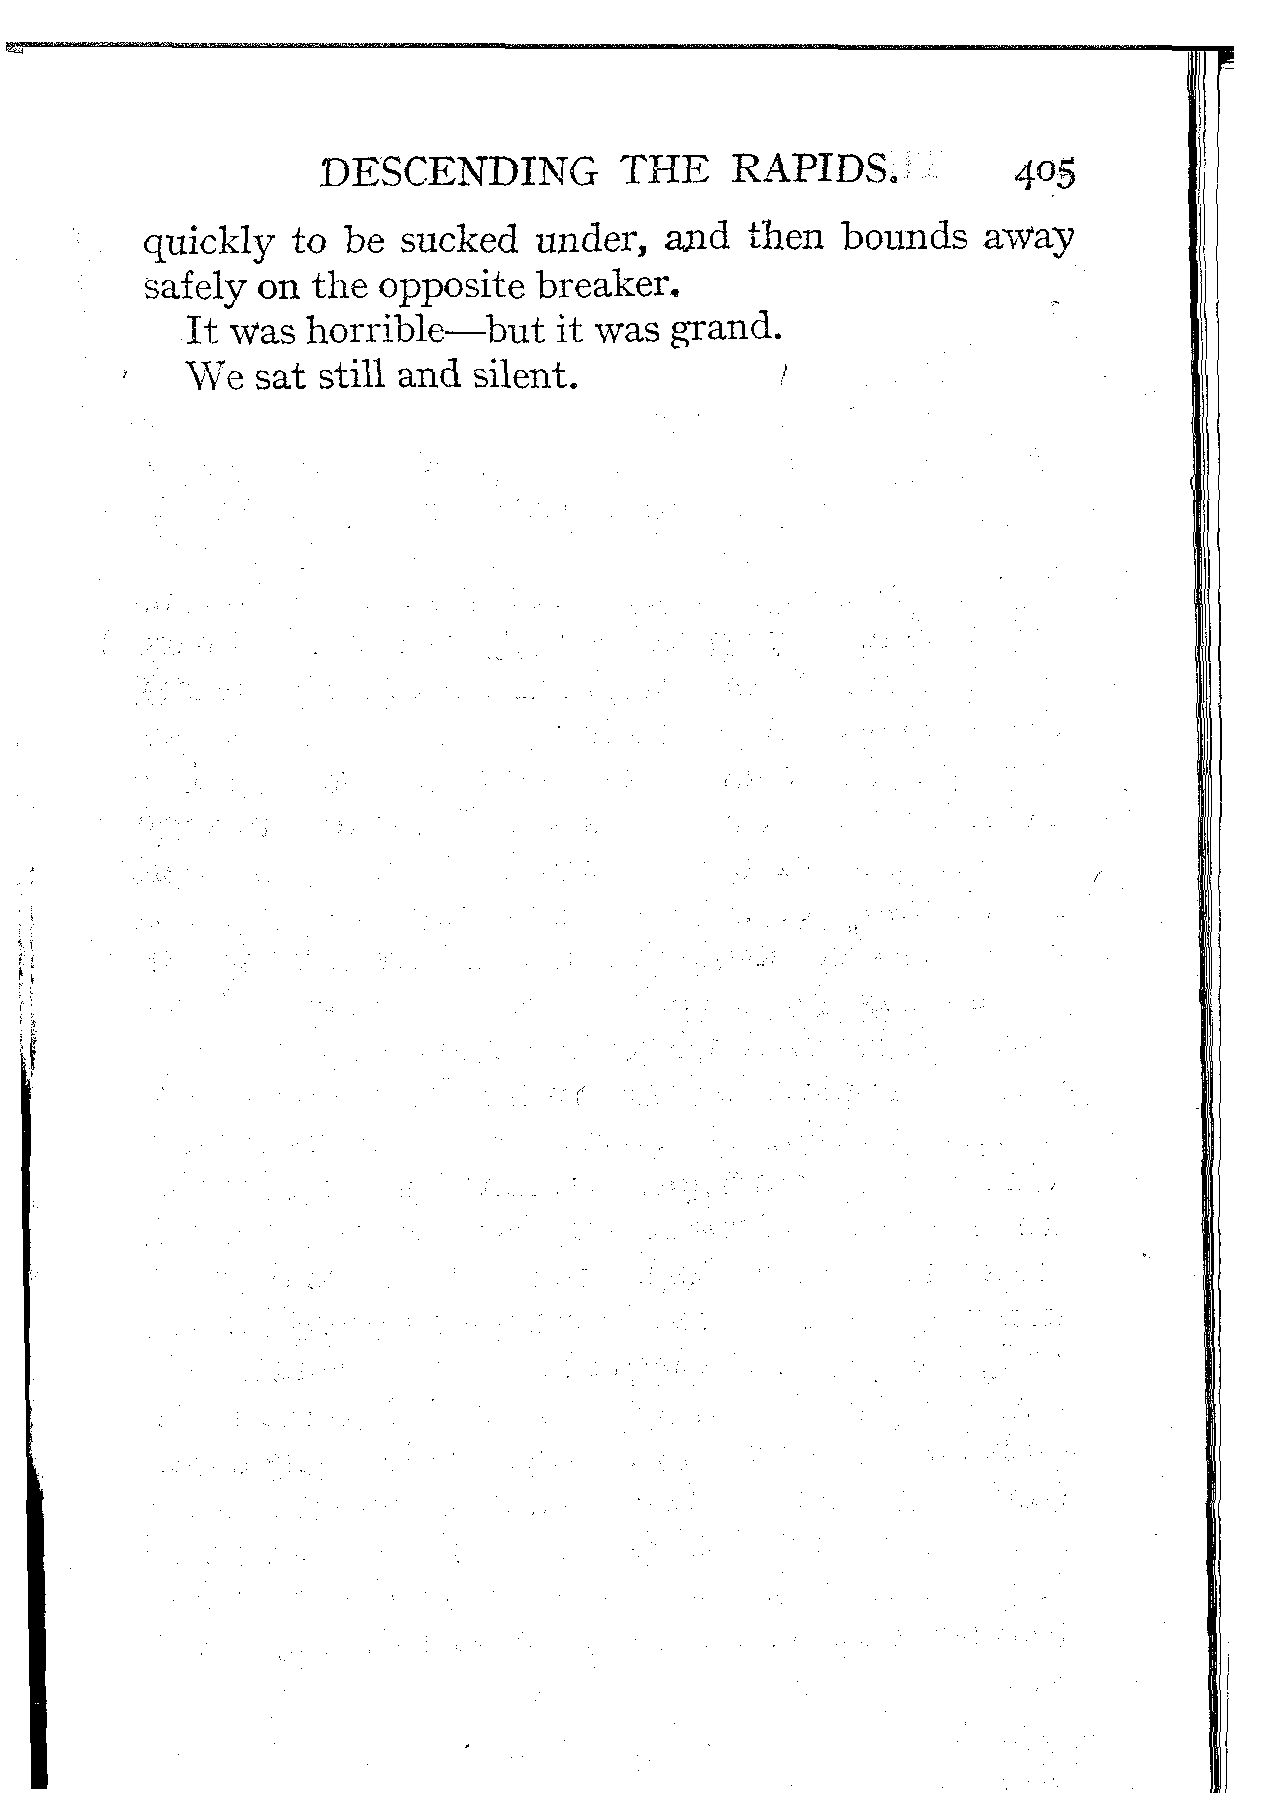 DESCENDING THE RAPIDS. 405
quickly to be sucked under, and then bounds away
safely on the opposite breaker.
It was horrible—but it was grand.
We sat still and silent.